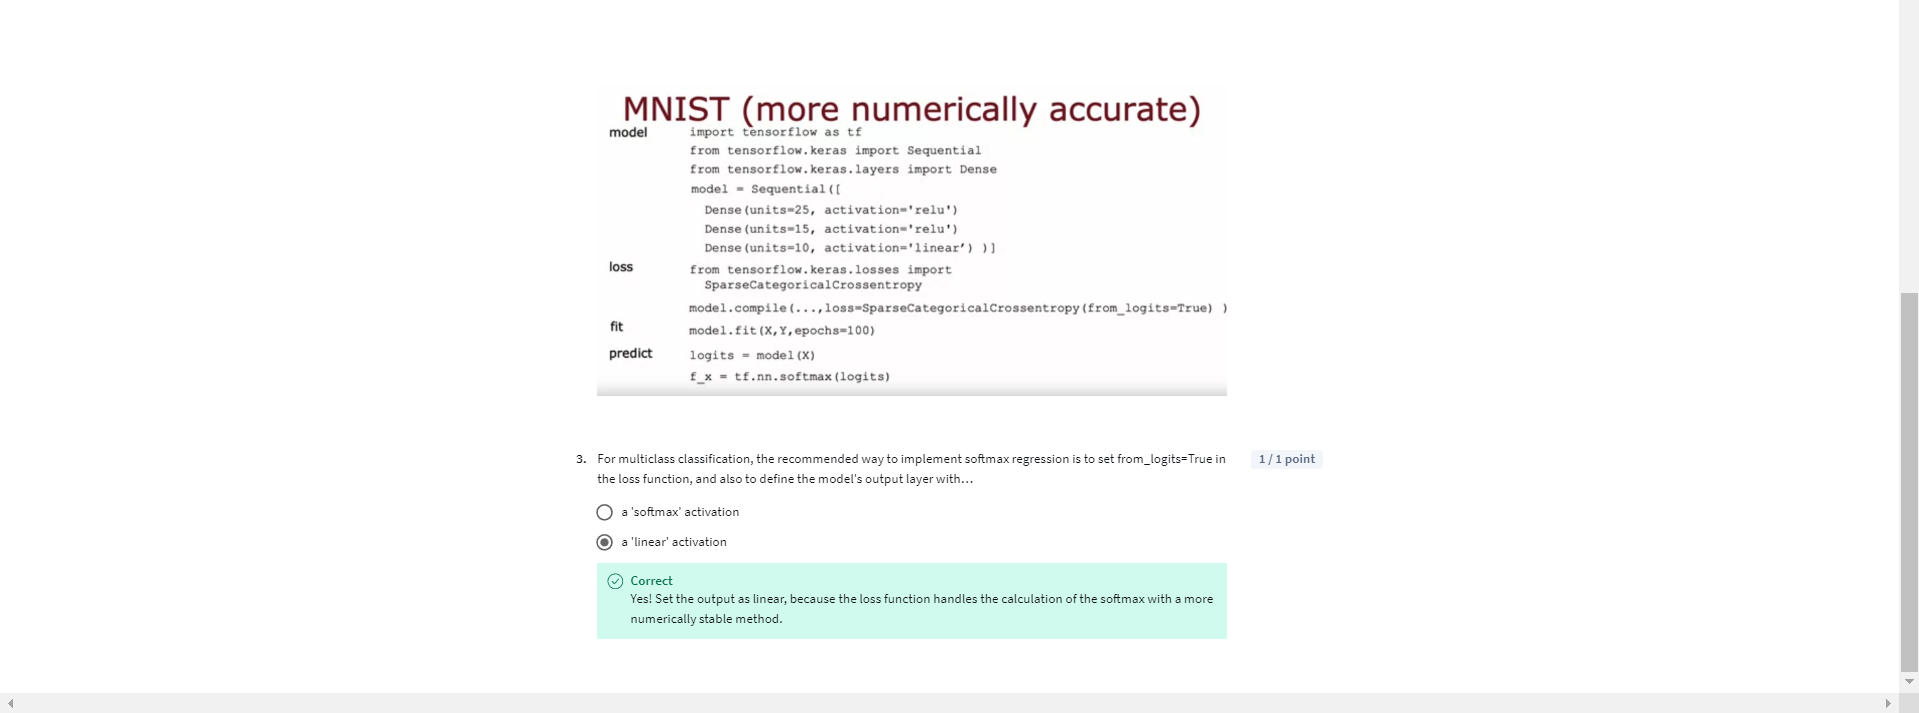 MNIST (more numerically accurate)
model import tensorflow as tf
from tensorflow.keras import Sequential
from tensorflow.keras.layers import Dense
model = Sequential([
Dense(units=25, activation='relu')
Dense(units=15, activation='relu')
Dense(units=10, activation='linear’) )]
loss from tensorflow.keras.losses import
SparseCategoricalCrossentropy
model.compile(...,loss=SparseCategoricalCrossentropy(from_logits=True) )
fit model.fit(X,Y,epochs=100)
predict logits = model(X)
f_x = tf.nn.softmax(logits)
3. For multiclass classification, the recommended way to implement softmax regression is to set from_logits=True in 1 / 1 point
the loss function, and also to define the model's output layer with…
a 'softmax' activation
a 'linear' activation
Correct
Yes! Set the output as linear, because the loss function handles the calculation of the softmax with a more
numerically stable method.